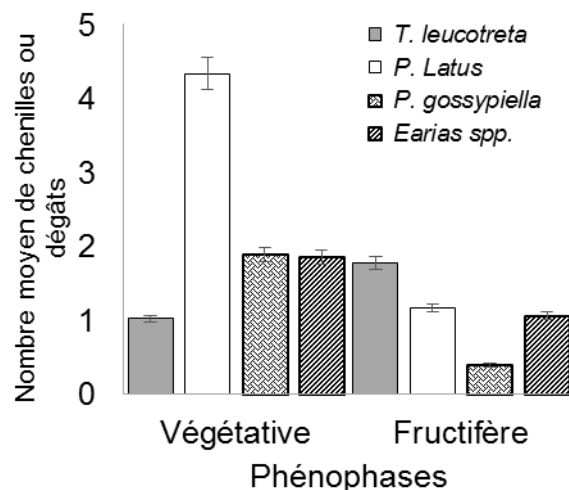 Nombre moyen de chenilles ou
dégâts
5
4
3
2
1
0
T. leucotreta
P. Latus
P. gossypiella
Earias spp.
Végétative
Fructifère
Phénophases